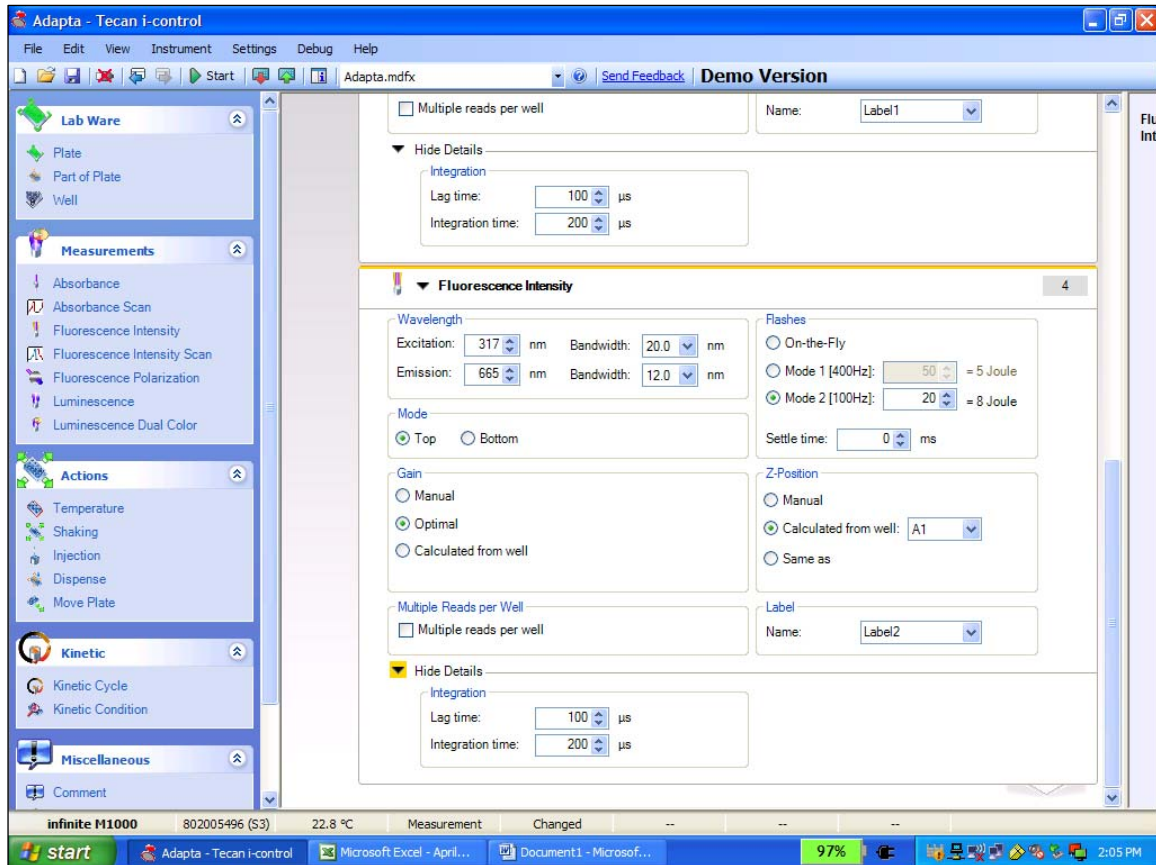 Adapta - Tecan i-control
File Edit View Instrument Settings Debug Help
Start Adapta.mdfx Send Feedback Demo Version
Lab Ware
Plate
Part of Plate
Well
Measurements
Absorbance
Absorbance Scan
Fluorescence Intensity
Fluorescence Intensity Scan
Fluorescence Polarization
Luminescence
Luminescence Dual Color
Actions
Temperature
Shaking
Injection
Dispense
Move Plate
Kinetic
Kinetic Cycle
Kinetic Condition
Miscellaneous
Comment
Multiple reads per well
Name: Label1
Hide Details
Integration
Lag time: 100 µs
Integration time: 200 µs
Fluorescence Intensity 4
Wavelength
Excitation: 317 nm Bandwidth: 20.0 nm
Emission: 665 nm Bandwidth: 12.0 nm
Flashes
On-the-Fly
Mode 1 [400Hz]: 50 = 5 Joule
Mode 2 [100Hz]: 20 = 8 Joule
Settle time: 0 ms
Mode
Top Bottom
Gain
Manual
Optimal
Calculated from well
Z-Position
Manual
Calculated from well: A1
Same as
Multiple Reads per Well
Multiple reads per well
Label
Name: Label2
Hide Details
Integration
Lag time: 100 µs
Integration time: 200 µs
Flu
Int
infinite M1000 802005496 (S3) 22.8 °C Measurement Changed -- -- --
start Adapta - Tecan i-control Microsoft Excel - April... Document1 - Microsof... 97% 2:05 PM